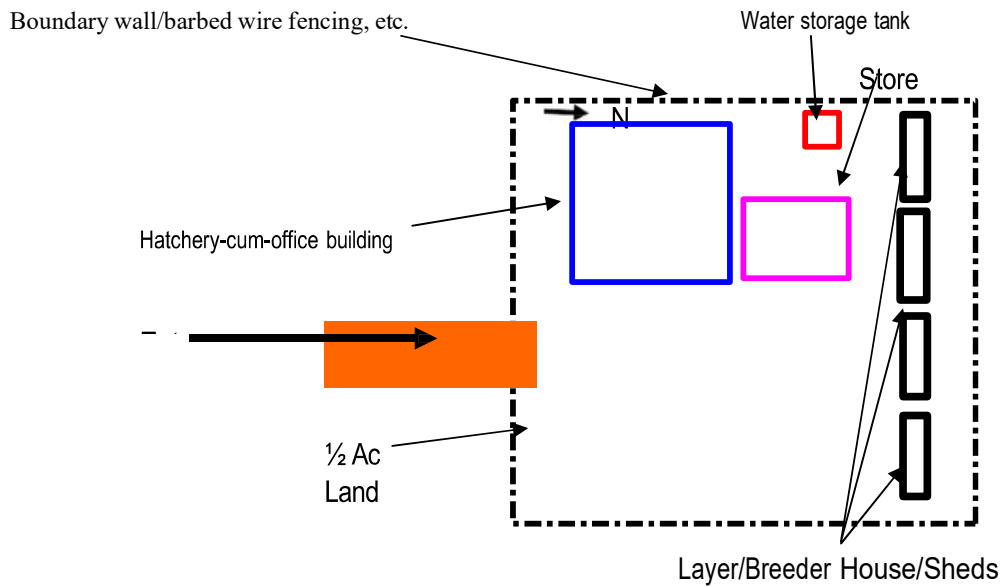 Boundary wall/barbed wire fencing, etc.
Water storage tank
Store
N
Hatchery-cum-office building
½ Ac
Land
Layer/Breeder House/Sheds